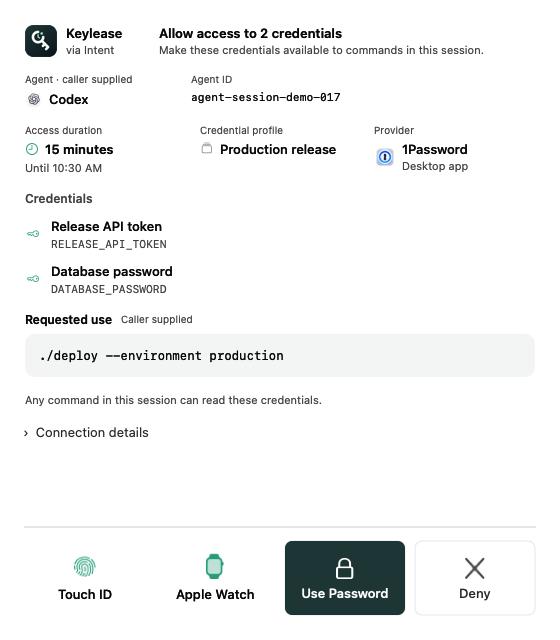 Keylease
via Intent
Allow access to 2 credentials
Make these credentials available to commands in this session.
Agent · caller supplied
Codex
Agent ID
agent-session-demo-017
Access duration
15 minutes
Until 10:30 AM
Credential profile
Production release
Provider
1Password
Desktop app
Credentials
Release API token
RELEASE_API_TOKEN
Database password
DATABASE_PASSWORD
Requested use Caller supplied
./deploy --environment production
Any command in this session can read these credentials.
› Connection details
Touch ID
Apple Watch
Use Password
Deny